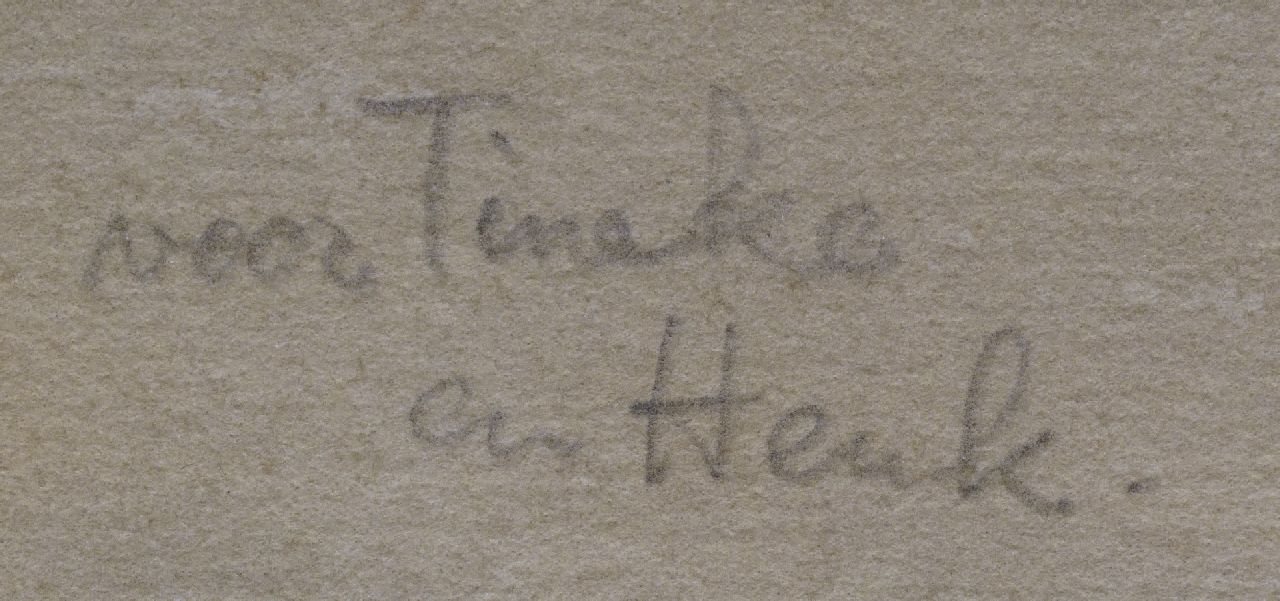 voor Tineke
en Henk.